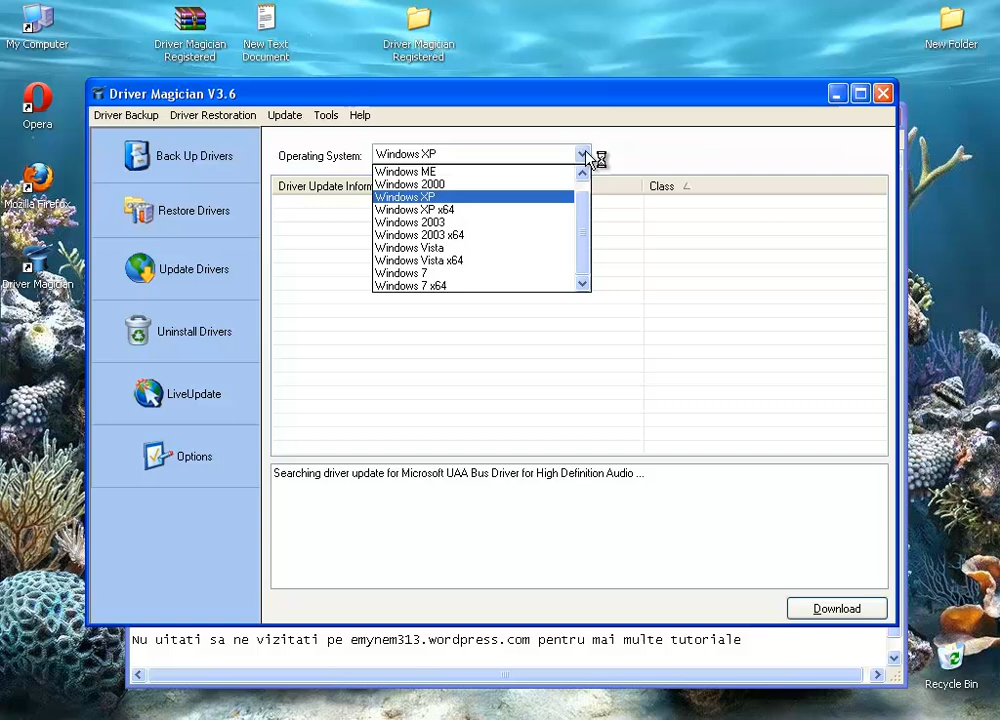 My Computer
Driver Magician
Registered
New Text
Document
Driver Magician
Registered
New Folder
Opera
Mozilla Firefox
Driver Magician
Driver Magician V3.6
Driver Backup Driver Restoration Update Tools Help
Back Up Drivers
Restore Drivers
Update Drivers
Uninstall Drivers
LiveUpdate
Options
Operating System: Windows XP
Driver Update Inform
Class
Windows ME
Windows 2000
Windows XP
Windows XP x64
Windows 2003
Windows 2003 x64
Windows Vista
Windows Vista x64
Windows 7
Windows 7 x64
Searching driver update for Microsoft UAA Bus Driver for High Definition Audio ...
Download
Nu uitati sa ne vizitati pe emynem313.wordpress.com pentru mai multe tutoriale
Recycle Bin